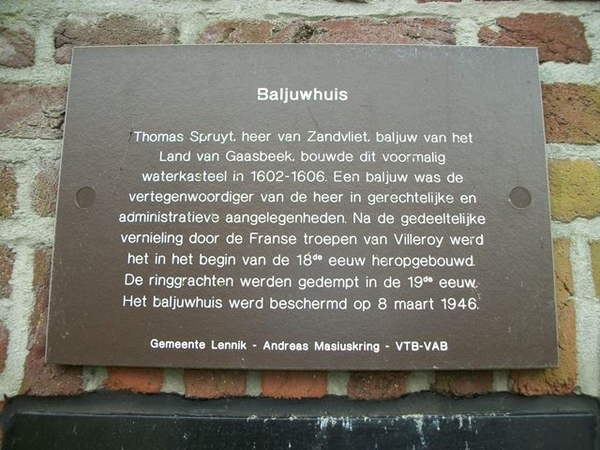 Baljuwhuis
Thomas Spruyt, heer van Zandvliet, baljuw van het
Land van Gaasbeek, bouwde dit voormalig
waterkasteel in 1602-1606. Een baljuw was de
vertegenwoordiger van de heer in gerechtelijke en
administratieve aangelegenheden. Na de gedeeltelijke
vernieling door de Franse troepen van Villeroy werd
het in het begin van de 18de eeuw heropgebouwd.
De ringgrachten werden gedempt in de 19de eeuw.
Het baljuwhuis werd beschermd op 8 maart 1946.
Gemeente Lennik - Andreas Masiuskring - VTB-VAB